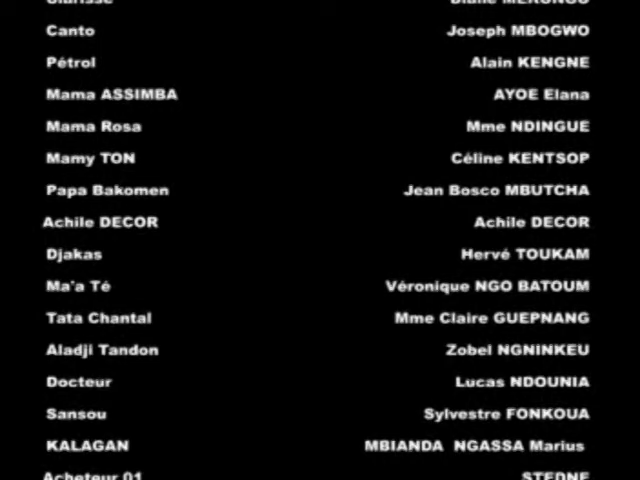 Canto Joseph MBOGWO
Pétrol Alain KENGNE
Mama ASSIMBA AYOE Elana
Mama Rosa Mme NDINGUE
Mamy TON Céline KENTSOP
Papa Bakomen Jean Bosco MBUTCHA
Achile DECOR Achile DECOR
Djakas Hervé TOUKAM
Ma'a Té Véronique NGO BATOUM
Tata Chantal Mme Claire GUEPNANG
Aladji Tandon Zobel NGNINKEU
Docteur Lucas NDOUNIA
Sansou Sylvestre FONKOUA
KALAGAN MBIANDA NGASSA Marius
Acheteur 01